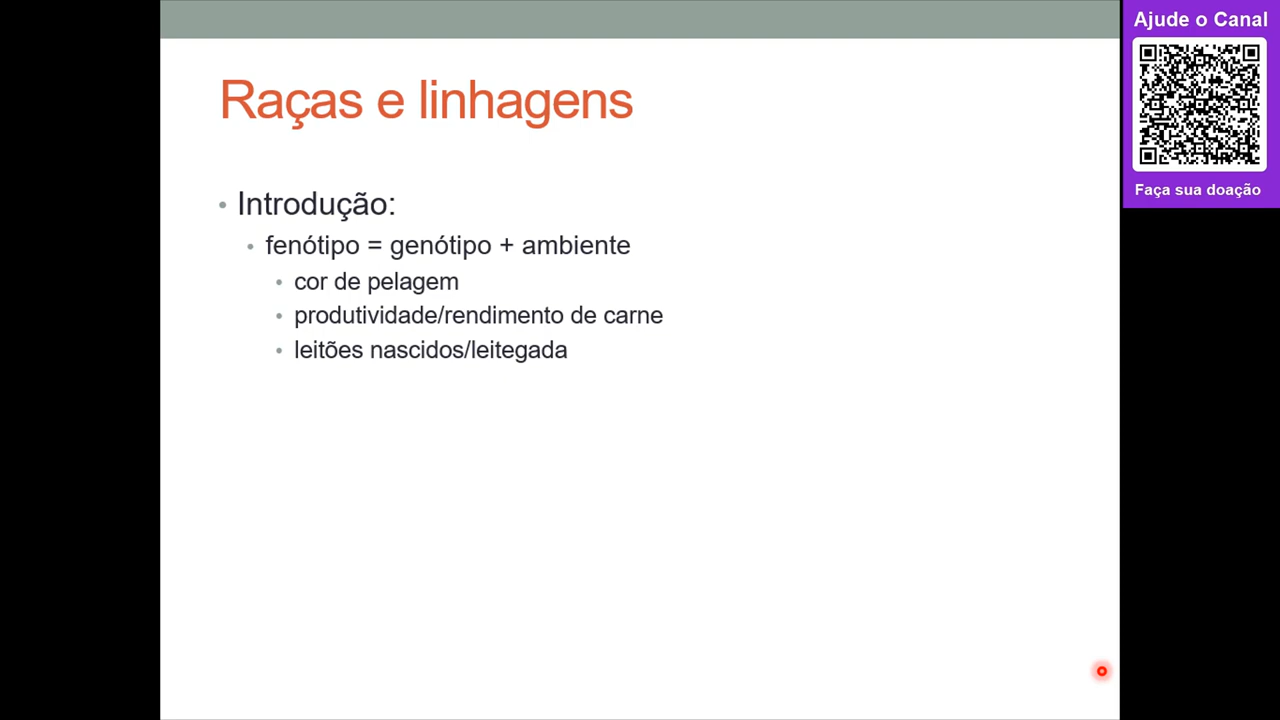 Raças e linhagens
Introdução:
fenótipo = genótipo + ambiente
cor de pelagem
produtividade/rendimento de carne
leitões nascidos/leitegada
Ajude o Canal
Faça sua doação